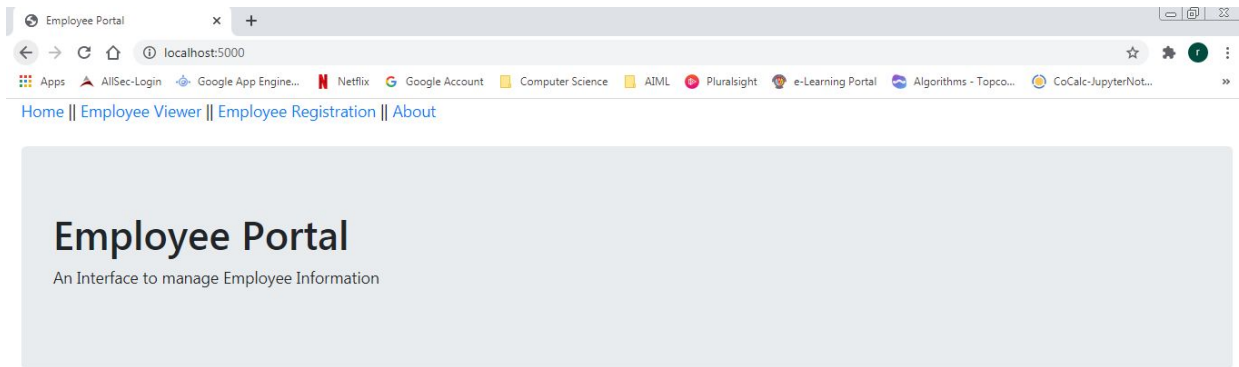 Employee Portal
localhost:5000
r
Apps AllSec-Login Google App Engine... Netflix Google Account Computer Science AIML Pluralsight e-Learning Portal Algorithms - Topco... CoCalc-JupyterNot... »
Home || Employee Viewer || Employee Registration || About
Employee Portal
An Interface to manage Employee Information